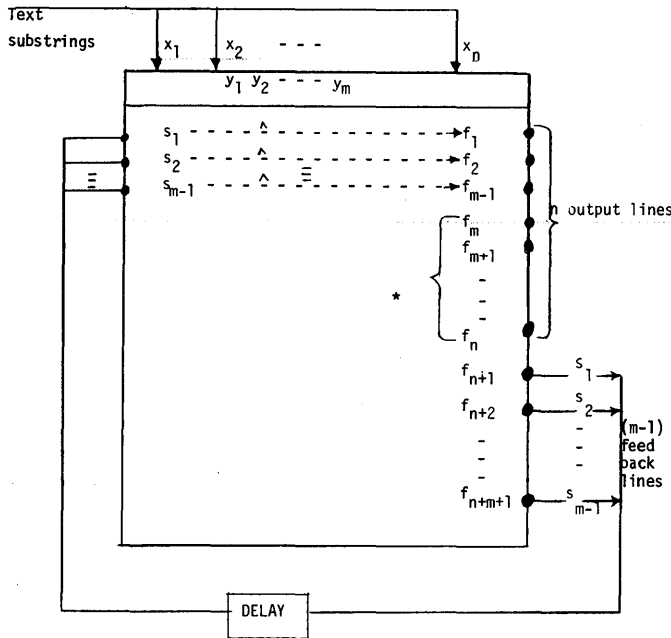 Text
substrings
x1 x2 - - - xn
y1 y2 - - - ym
s1 - - - ^ - - - f1
s2 - - - ^ - - - f2
sm-1 - - - ^ - - - fm-1
fm
n output lines
fm+1
-
-
-
*
fn
fn+1 s1
fn+2 s2
- - (m-1)
- - feed
- - back
lines
fn+m+1 sm-1
DELAY